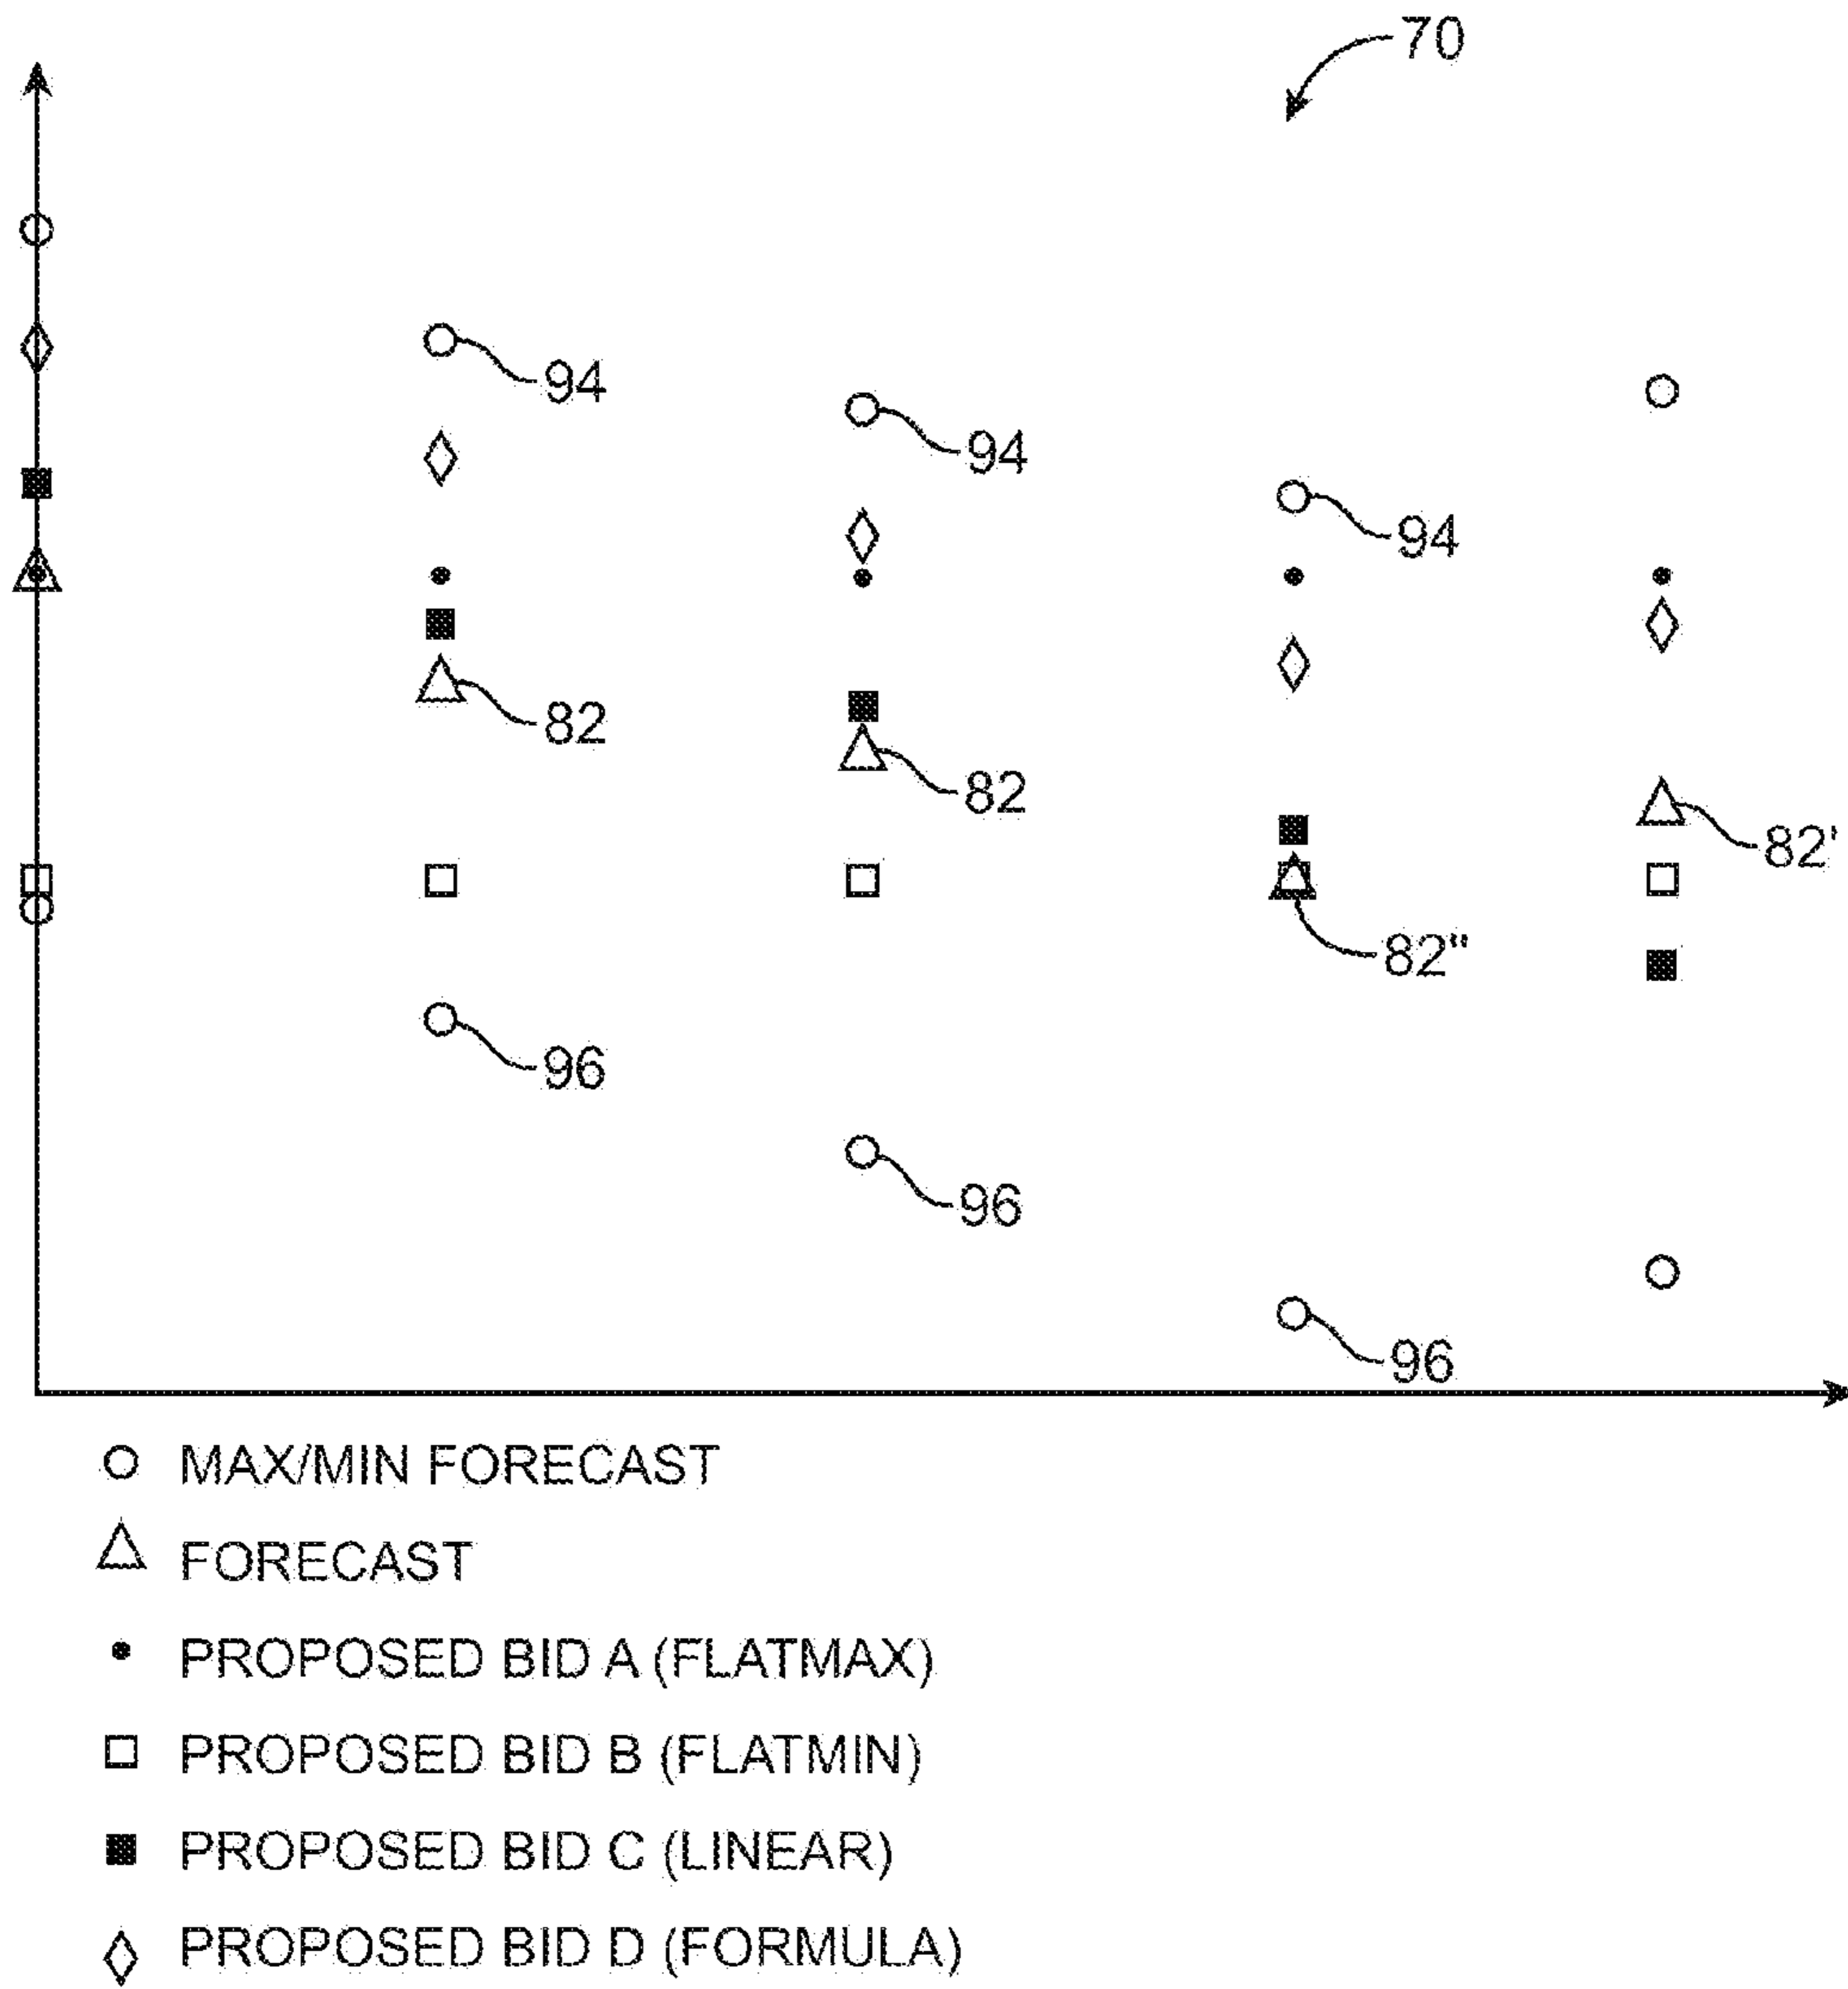 70
94
94
94
82
82
82'
82"
96
96
96
MAX/MIN FORECAST
FORECAST
PROPOSED BID A (FLATMAX)
PROPOSED BID B (FLATMIN)
PROPOSED BID C (LINEAR)
PROPOSED BID D (FORMULA)